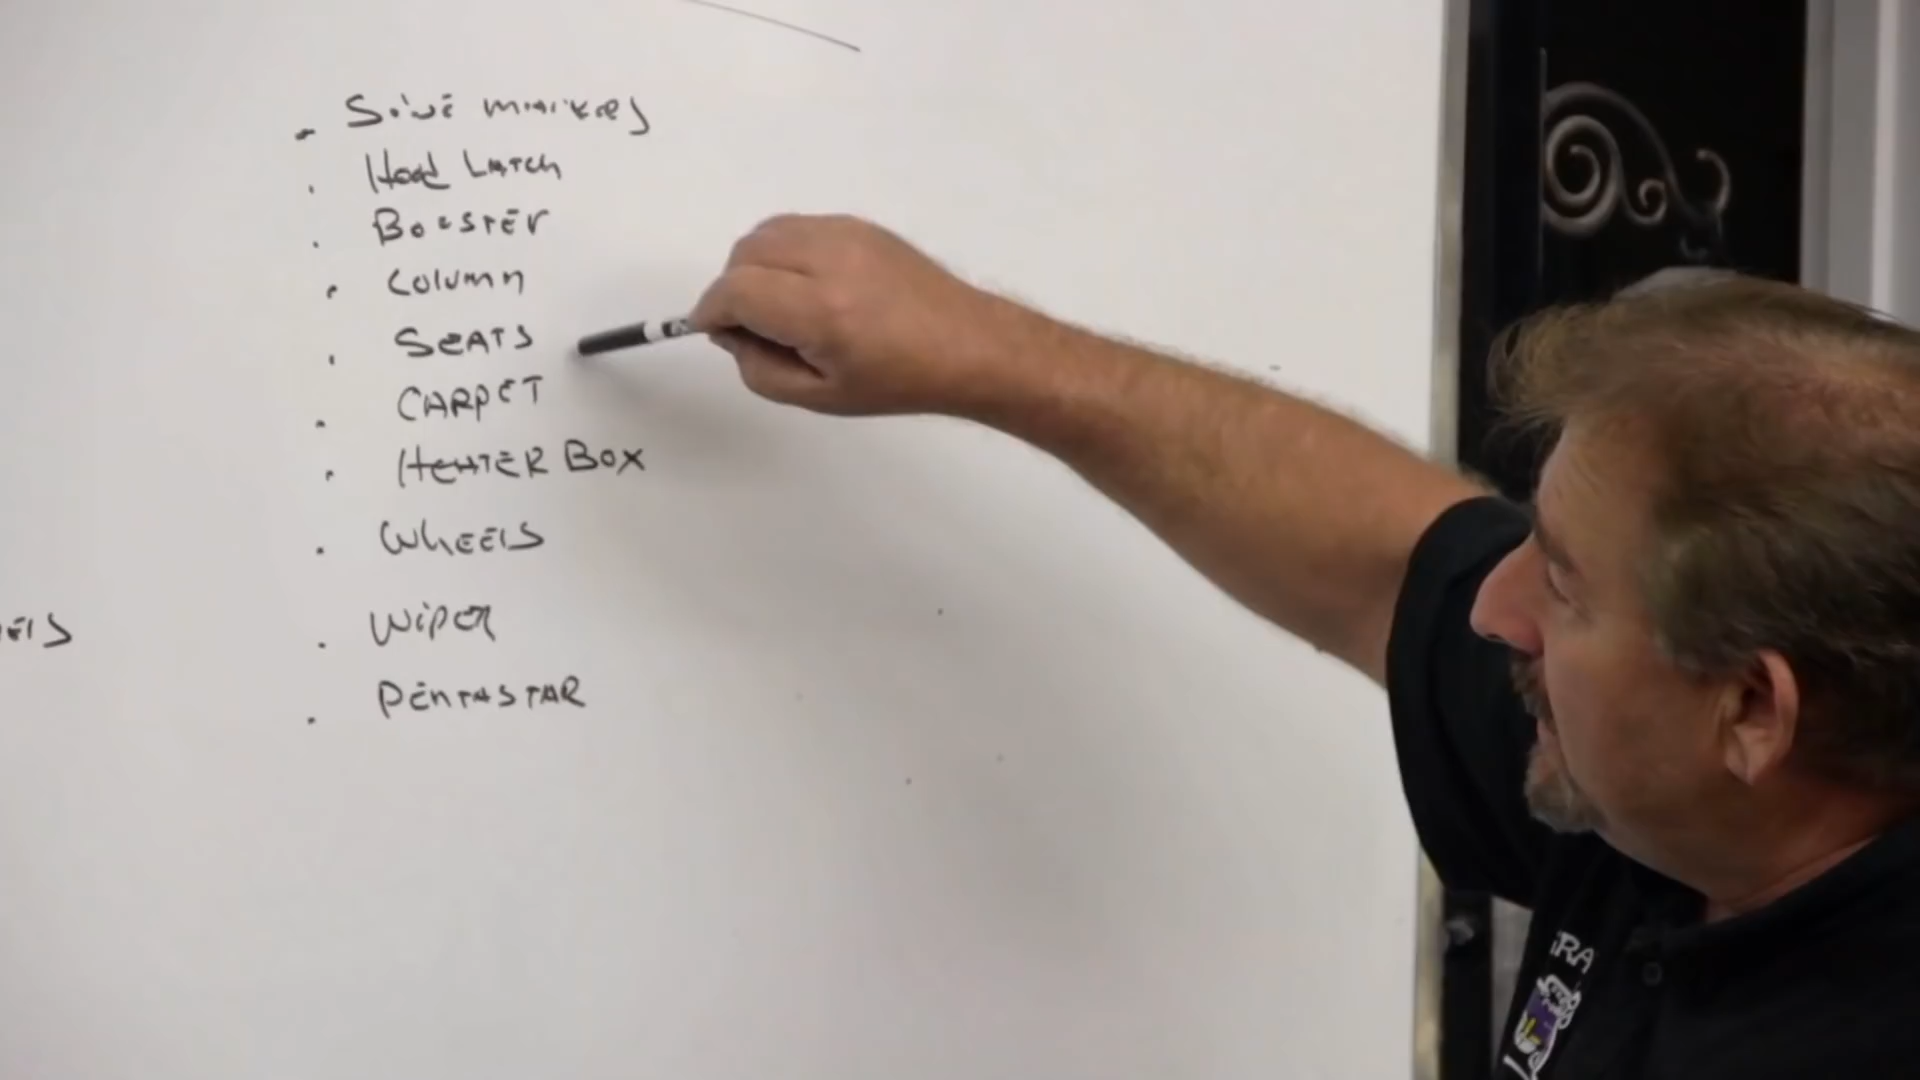 Side markers
Hood Latch
Booster
Column
SeATS
CARPET
HeATER Box
WheelS
Wiper
PentASTAR